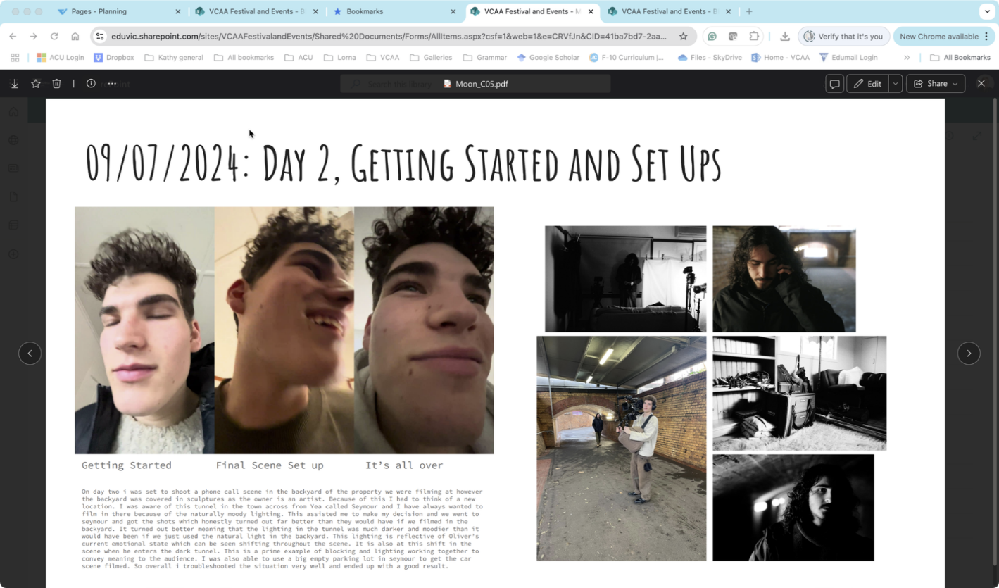 Pages - Planning
VCAA Festival and Events - B
Bookmarks
VCAA Festival and Events - M
VCAA Festival and Events - B
eduvic.sharepoint.com/sites/VCAAFestivalandEvents/Shared%20Documents/Forms/AllItems.aspx?csf=1&web=1&e=CRVfJn&CID=41ba7bd7-2aa...
Verify that it's you
New Chrome available
ACU Login
Dropbox
Kathy general
All bookmarks
ACU
Lorna
VCAA
Galleries
Grammar
Google Scholar
F-10 Curriculum |...
Files - SkyDrive
Home - VCAA
Edumail Login
All Bookmarks
Search this library
Moon_C05.pdf
Edit
Share
09/07/2024: Day 2, Getting Started and Set Ups
Getting Started
Final Scene Set up
It's all over
On day two i was set to shoot a phone call scene in the backyard of the property we were filming at however
the backyard was covered in sculptures as the owner is an artist. Because of this I had to think of a new
location. I was aware of this tunnel in the town across from Yea called Seymour and I have always wanted to
film in there because of the naturally moody lighting. This assisted me to make my decision and we went to
seymour and got the shots which honestly turned out far better than they would have if we filmed in the
backyard. It turned out better meaning that the lighting in the tunnel was much darker and moodier than it
would have been if we just used the natural light in the backyard. This lighting is reflective of Oliver's
current emotional state which can be seen shifting throughout the scene. It is also at this shift in the
scene when he enters the dark tunnel. This is a prime example of blocking and lighting working together to
convey meaning to the audience. I was also able to use a big empty parking lot in seymour to get the car
scene filmed. So overall i troubleshooted the situation very well and ended up with a good result.